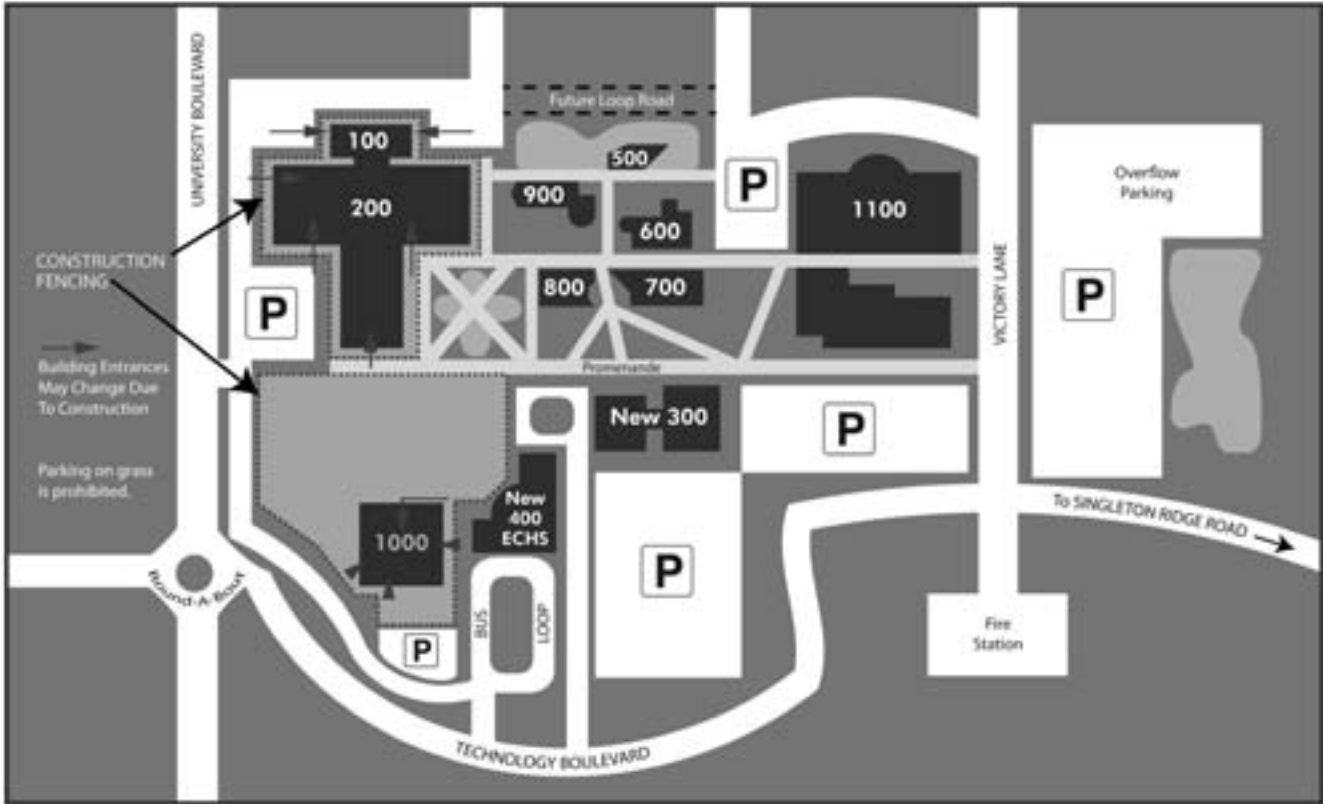 UNIVERSITY BOULEVARD
Future Loop Road
100
500
P
Overflow
Parking
900
1100
200
600
CONSTRUCTION
FENCING
800
700
P
P
VICTORY LANE
Building Entrances
May Change Due
To Construction
Promenande
New 300
P
Parking on grass
is prohibited.
New
400
ECHS
1000
To SINGLETON RIDGE ROAD
P
Round-A-Bout
BUS
LOOP
P
Fire
Station
TECHNOLOGY BOULEVARD